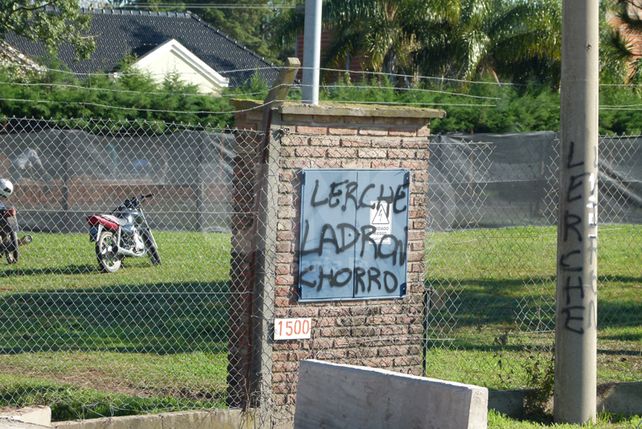 LERCHE
LADRON
CHORRO
1500
LERCHE